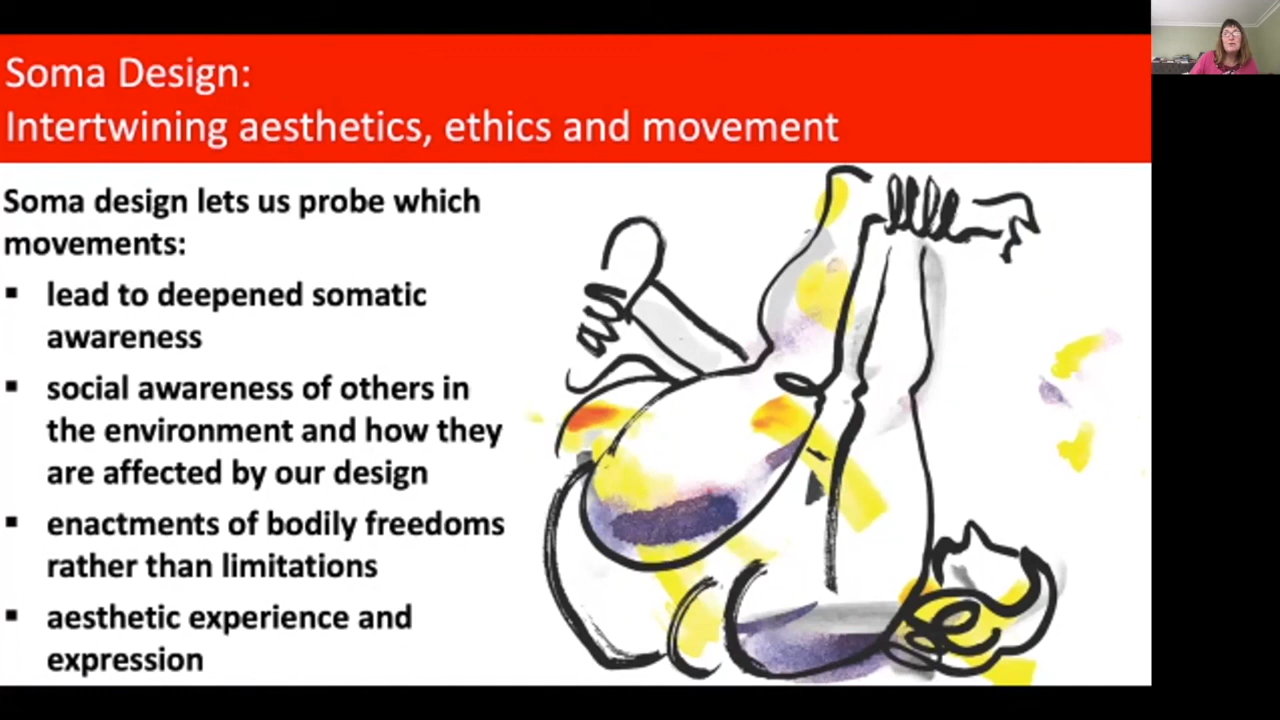 Soma Design:
Intertwining aesthetics, ethics and movement
Soma design lets us probe which
movements:
▪ lead to deepened somatic
awareness
▪ social awareness of others in
the environment and how they
are affected by our design
▪ enactments of bodily freedoms
rather than limitations
▪ aesthetic experience and
expression